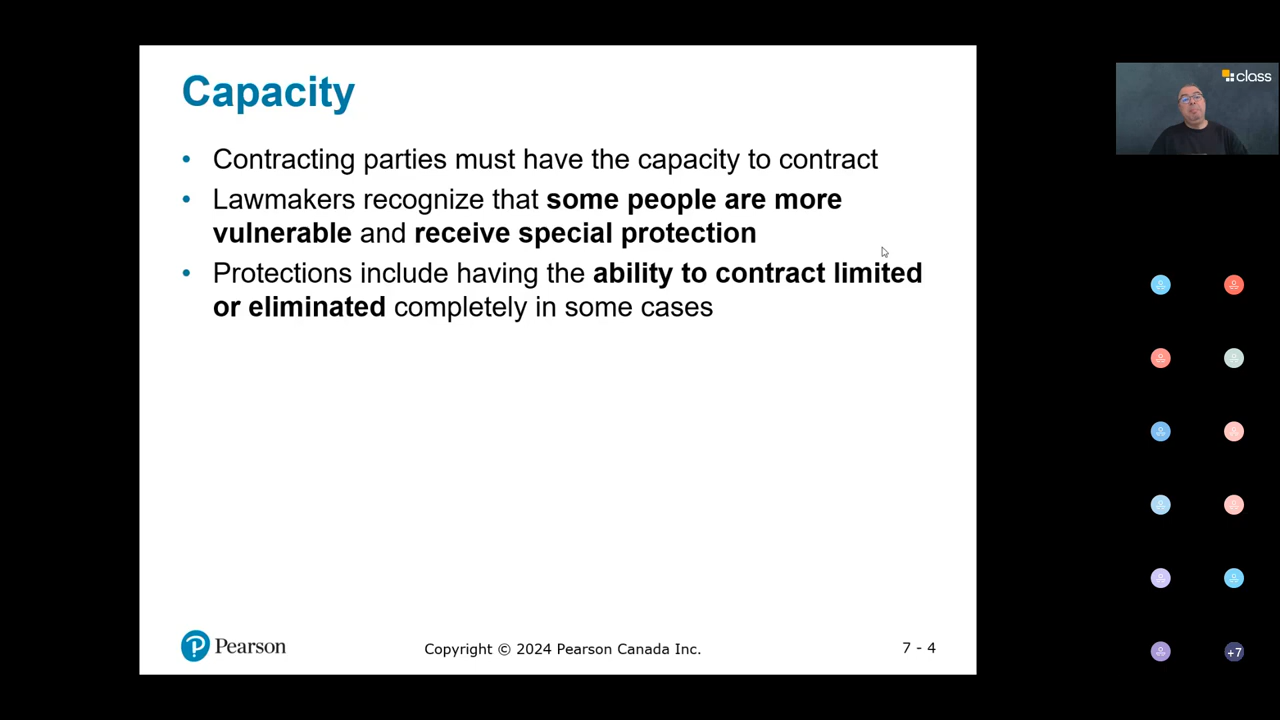 Capacity
• Contracting parties must have the capacity to contract
• Lawmakers recognize that some people are more
vulnerable and receive special protection
• Protections include having the ability to contract limited
or eliminated completely in some cases
Pearson
Copyright © 2024 Pearson Canada Inc.
7 - 4
class
+7